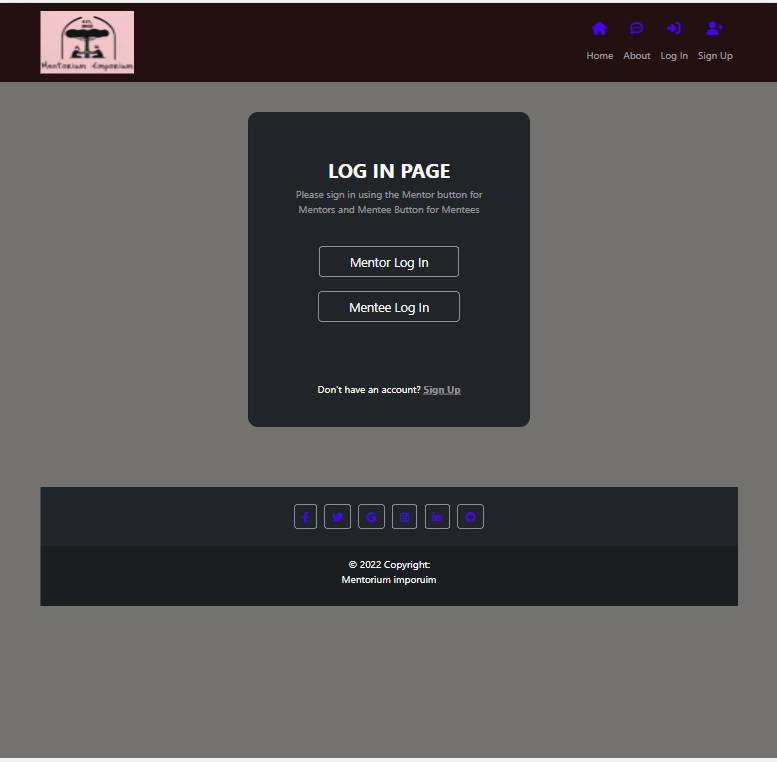 EST.
Mentorium Emporium
Home About Log In Sign Up
LOG IN PAGE
Please sign in using the Mentor button for
Mentors and Mentee Button for Mentees
Mentor Log In
Mentee Log In
Don't have an account? Sign Up
© 2022 Copyright:
Mentorium imporuim